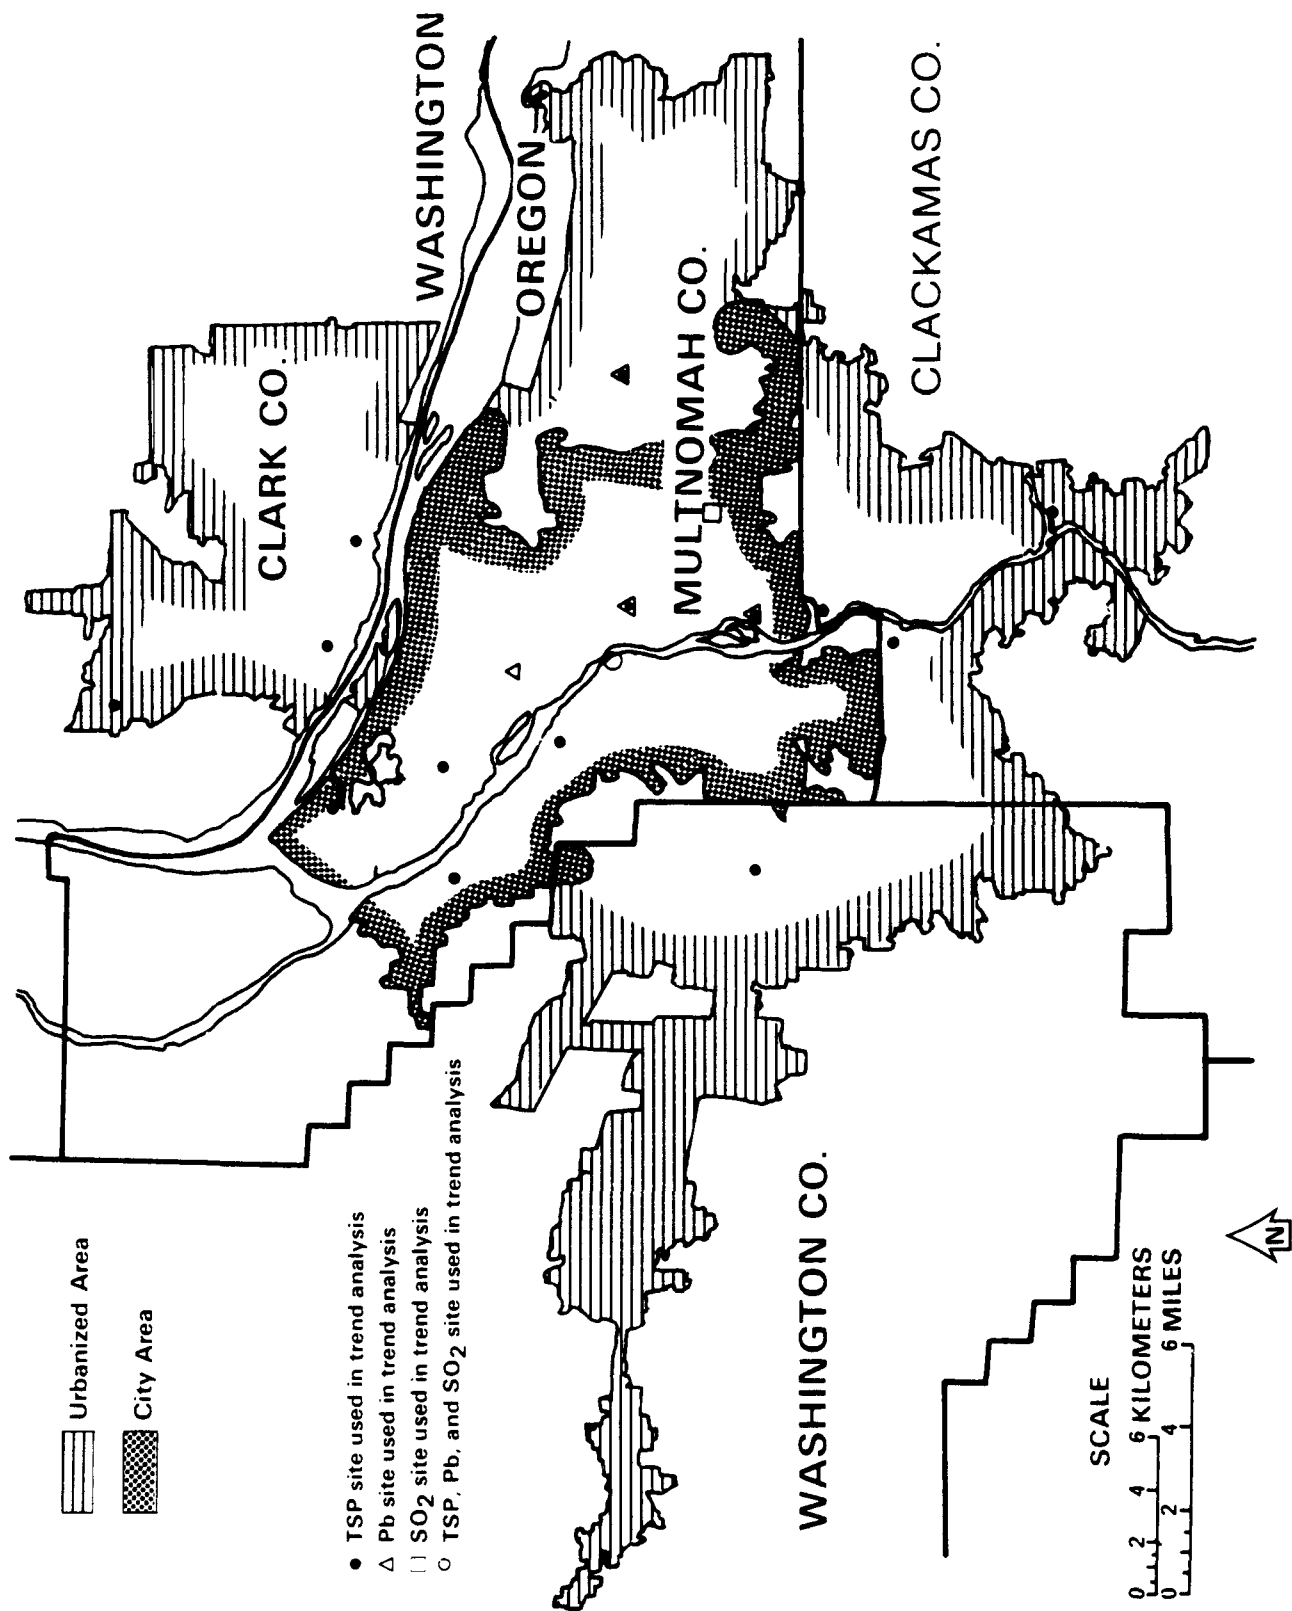 Urbanized Area
City Area
● TSP site used in trend analysis
△ Pb site used in trend analysis
□ SO2 site used in trend analysis
○ TSP, Pb, and SO2 site used in trend analysis
CLARK CO.
WASHINGTON
OREGON
MULTNOMAH CO.
CLACKAMAS CO.
WASHINGTON CO.
SCALE
0 2 4 6 KILOMETERS
0 2 4 6 MILES
N